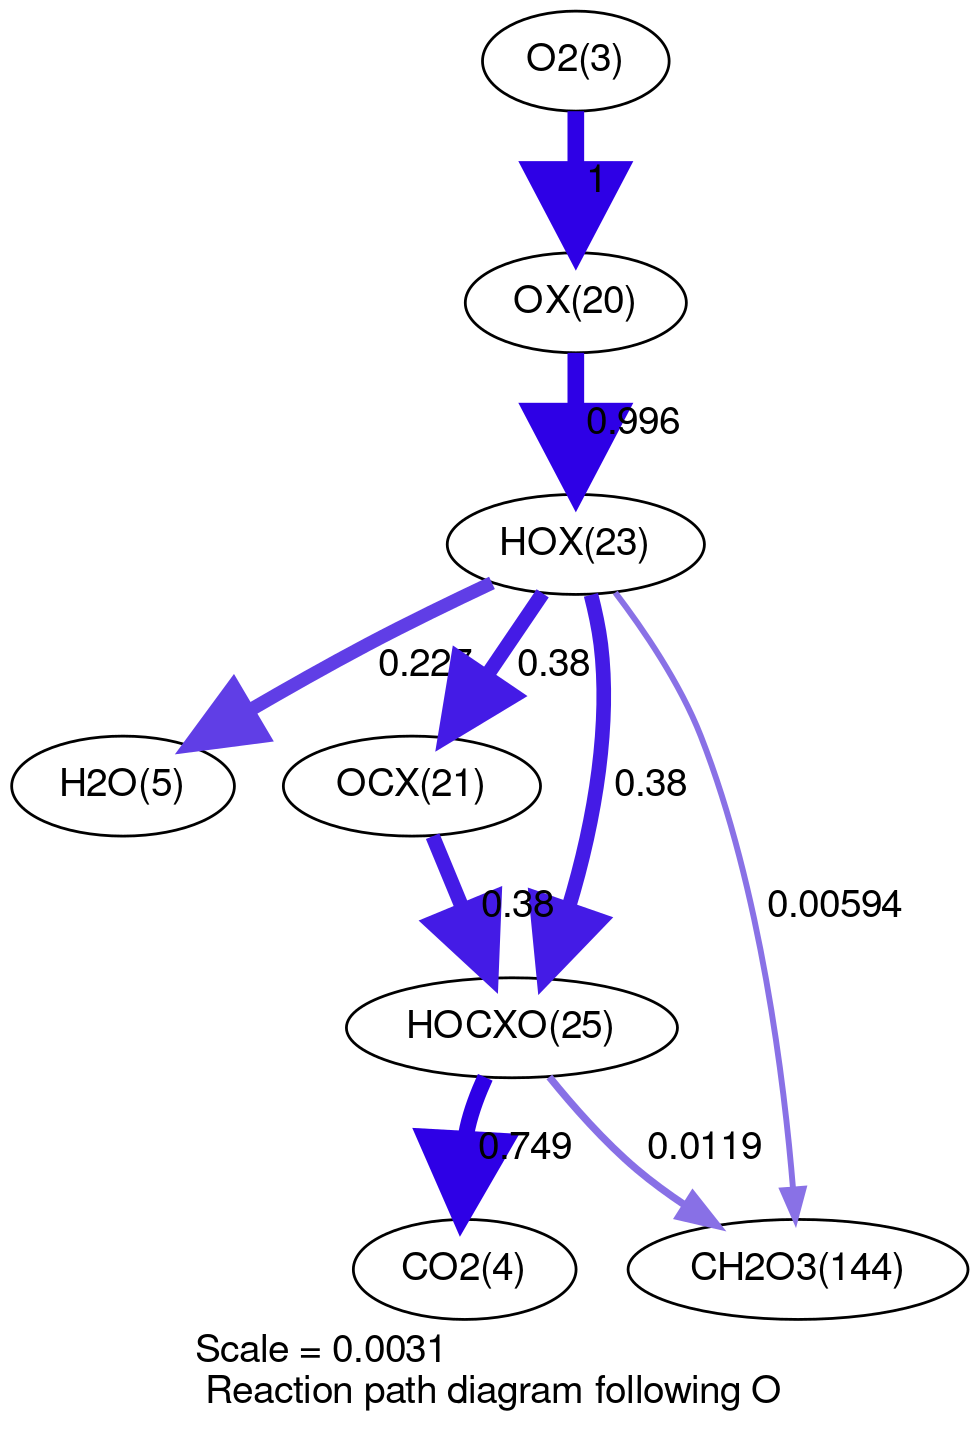 O2(3)
1
OX(20)
0.996
HOX(23)
0.227
0.38
H2O(5)
OCX(21)
0.38
0.38
0.00594
HOCXO(25)
0.749
0.0119
CO2(4)
CH2O3(144)
Scale = 0.0031
Reaction path diagram following O